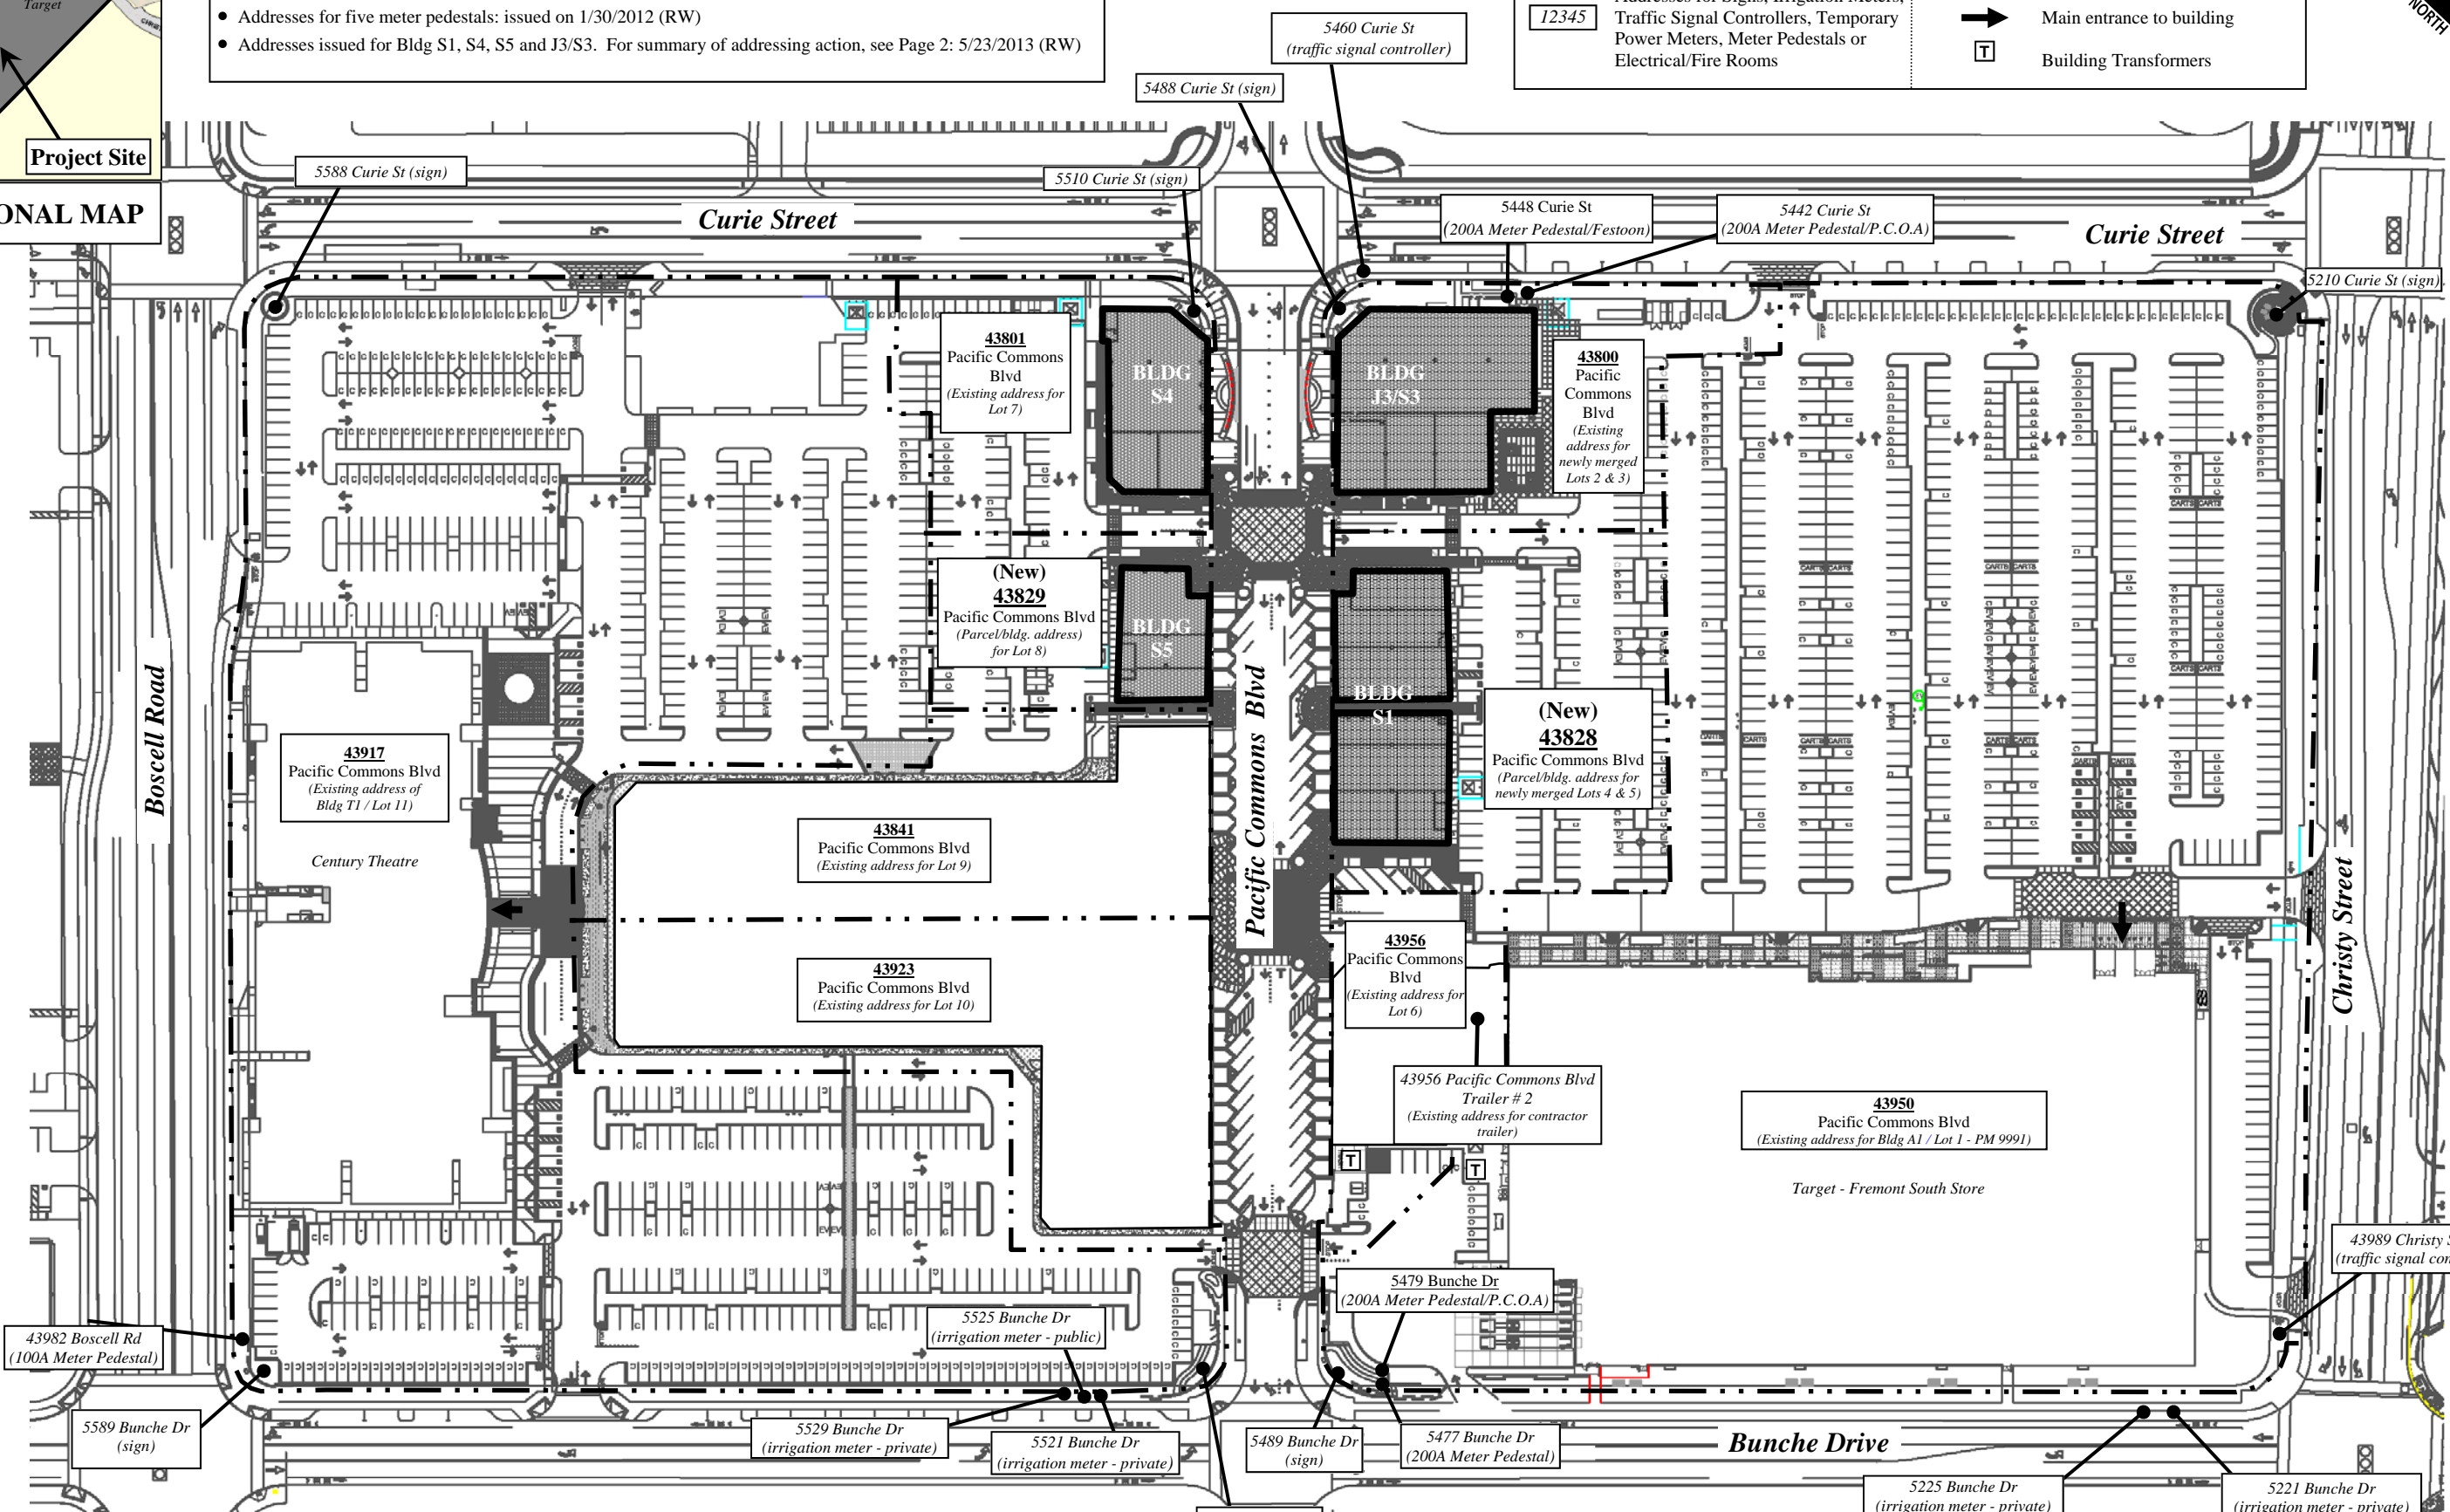 Target
CHRIS
Project Site
ONAL MAP
• Addresses for five meter pedestals: issued on 1/30/2012 (RW)
• Addresses issued for Bldg S1, S4, S5 and J3/S3.  For summary of addressing action, see Page 2: 5/23/2013 (RW)
12345
Addresses for Signs, Irrigation Meters,
Traffic Signal Controllers, Temporary
Power Meters, Meter Pedestals or
Electrical/Fire Rooms
Main entrance to building
T
Building Transformers
NORTH
5460 Curie St
(traffic signal controller)
5488 Curie St (sign)
5588 Curie St (sign)
5510 Curie St (sign)
Curie Street
5448 Curie St
(200A Meter Pedestal/Festoon)
5442 Curie St
(200A Meter Pedestal/P.C.O.A)
Curie Street
5210 Curie St (sign)
43801
Pacific Commons
Blvd
(Existing address for
Lot 7)
BLDG
S4
BLDG
J3/S3
43800
Pacific
Commons
Blvd
(Existing
address for
newly merged
Lots 2 & 3)
(New)
43829
Pacific Commons Blvd
(Parcel/bldg. address)
for Lot 8)
BLDG
S5
BLDG
S1
(New)
43828
Pacific Commons Blvd
(Parcel/bldg. address for
newly merged Lots 4 & 5)
Boscell Road
Pacific Commons Blvd
Christy Street
43917
Pacific Commons Blvd
(Existing address of
Bldg T1 / Lot 11)
Century Theatre
43841
Pacific Commons Blvd
(Existing address for Lot 9)
43923
Pacific Commons Blvd
(Existing address for Lot 10)
43956
Pacific Commons
Blvd
(Existing address for
Lot 6)
43956 Pacific Commons Blvd
Trailer # 2
(Existing address for contractor
trailer)
T
T
43950
Pacific Commons Blvd
(Existing address for Bldg A1 / Lot 1 - PM 9991)
Target - Fremont South Store
43989 Christy S
(traffic signal con
5479 Bunche Dr
(200A Meter Pedestal/P.C.O.A)
43982 Boscell Rd
(100A Meter Pedestal)
5525 Bunche Dr
(irrigation meter - public)
5589 Bunche Dr
(sign)
5529 Bunche Dr
(irrigation meter - private)
5521 Bunche Dr
(irrigation meter - private)
5489 Bunche Dr
(sign)
5477 Bunche Dr
(200A Meter Pedestal)
Bunche Drive
5225 Bunche Dr
(irrigation meter - private)
5221 Bunche Dr
(irrigation meter - private)